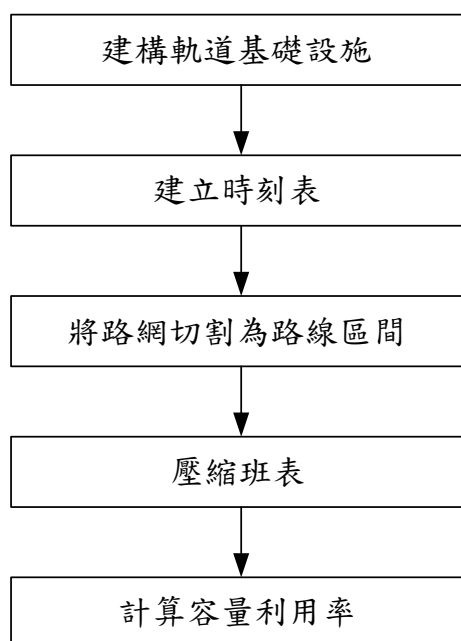 建構軌道基礎設施
建立時刻表
將路網切割為路線區間
壓縮班表
計算容量利用率